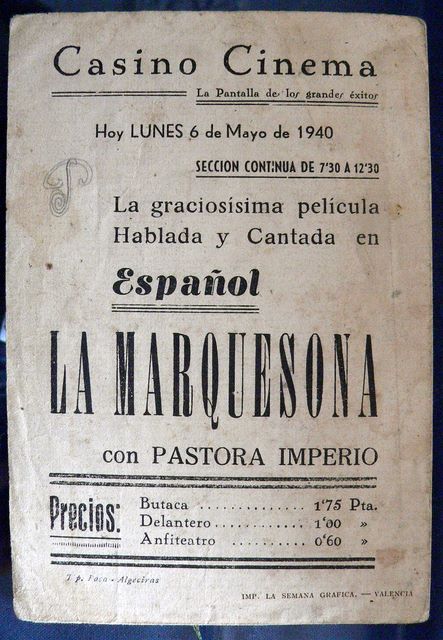 Casino Cinema
La Pantalla de los grandes éxitos
Hoy LUNES 6 de Mayo de 1940
SECCION CONTINUA DE 7'30 A 12'30
La graciosísima película
Hablada y Cantada en
Español
LA MARQUESONA
con PASTORA IMPERIO
Precios:
Butaca .............. 1'75 Pta.
Delantero ............ 1'00 »
Anfiteatro .......... 0'60 »
T p. Roca - Algeciras
IMP. LA SEMANA GRAFICA. — VALENCIA